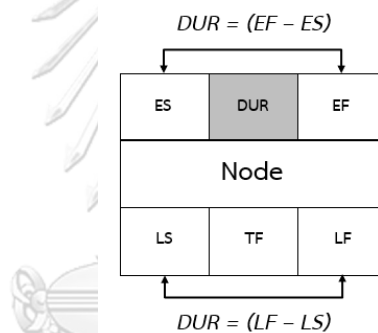 DUR = (EF – ES)
ES DUR EF
Node
LS TF LF
DUR = (LF – LS)